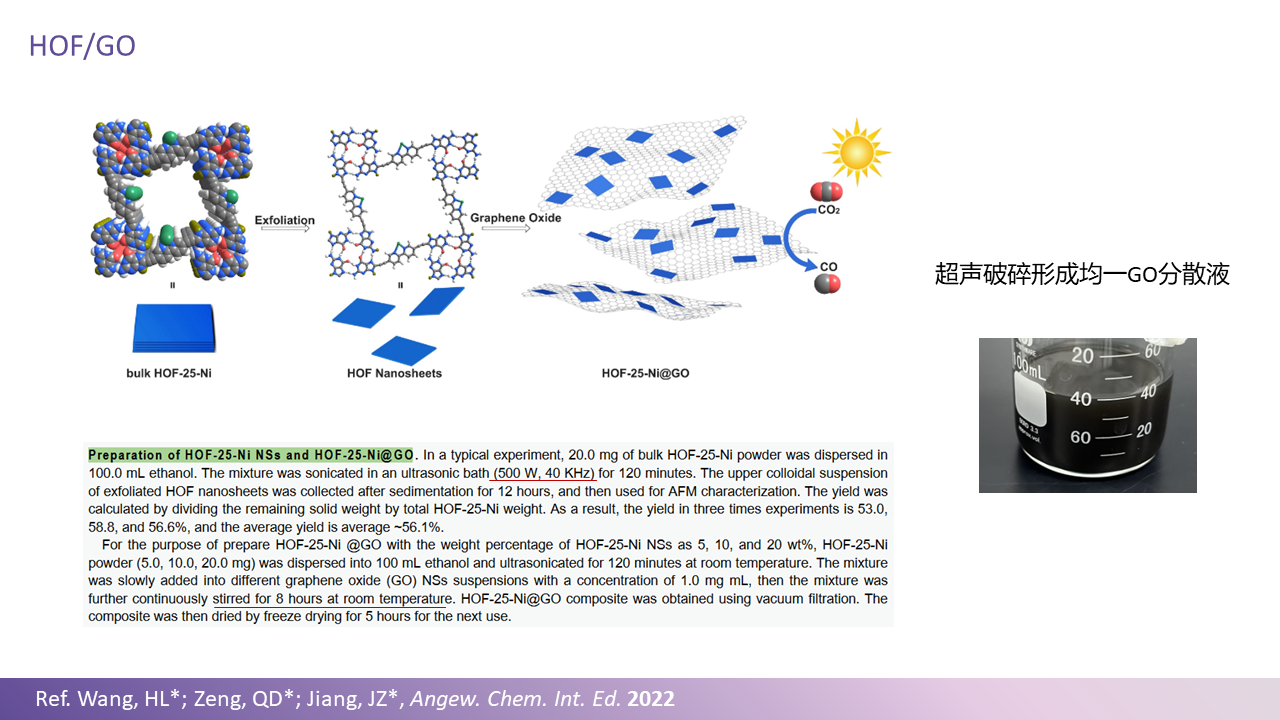 HOF/GO
Exfoliation
Graphene Oxide
CO₂
CO
=
=
bulk HOF-25-Ni
HOF Nanosheets
HOF-25-Ni@GO
超声破碎形成均一GO分散液
100mL
20
60
40
40
60
20
Preparation of HOF-25-Ni NSs and HOF-25-Ni@GO. In a typical experiment, 20.0 mg of bulk HOF-25-Ni powder was dispersed in
100.0 mL ethanol. The mixture was sonicated in an ultrasonic bath (500 W, 40 KHz) for 120 minutes. The upper colloidal suspension
of exfoliated HOF nanosheets was collected after sedimentation for 12 hours, and then used for AFM characterization. The yield was
calculated by dividing the remaining solid weight by total HOF-25-Ni weight. As a result, the yield in three times experiments is 53.0,
58.8, and 56.6%, and the average yield is average ~56.1%.
For the purpose of prepare HOF-25-Ni @GO with the weight percentage of HOF-25-Ni NSs as 5, 10, and 20 wt%, HOF-25-Ni
powder (5.0, 10.0, 20.0 mg) was dispersed into 100 mL ethanol and ultrasonicated for 120 minutes at room temperature. The mixture
was slowly added into different graphene oxide (GO) NSs suspensions with a concentration of 1.0 mg mL, then the mixture was
further continuously stirred for 8 hours at room temperature. HOF-25-Ni@GO composite was obtained using vacuum filtration. The
composite was then dried by freeze drying for 5 hours for the next use.
Ref. Wang, HL*; Zeng, QD*; Jiang, JZ*, Angew. Chem. Int. Ed. 2022